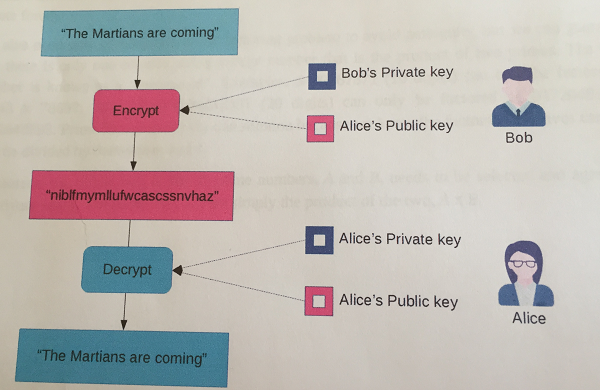 “The Martians are coming”
Bob’s Private key
Encrypt
Alice’s Public key
Bob
“niblfmymllufwcascssnvhaz”
Alice’s Private key
Decrypt
Alice’s Public key
Alice
“The Martians are coming”